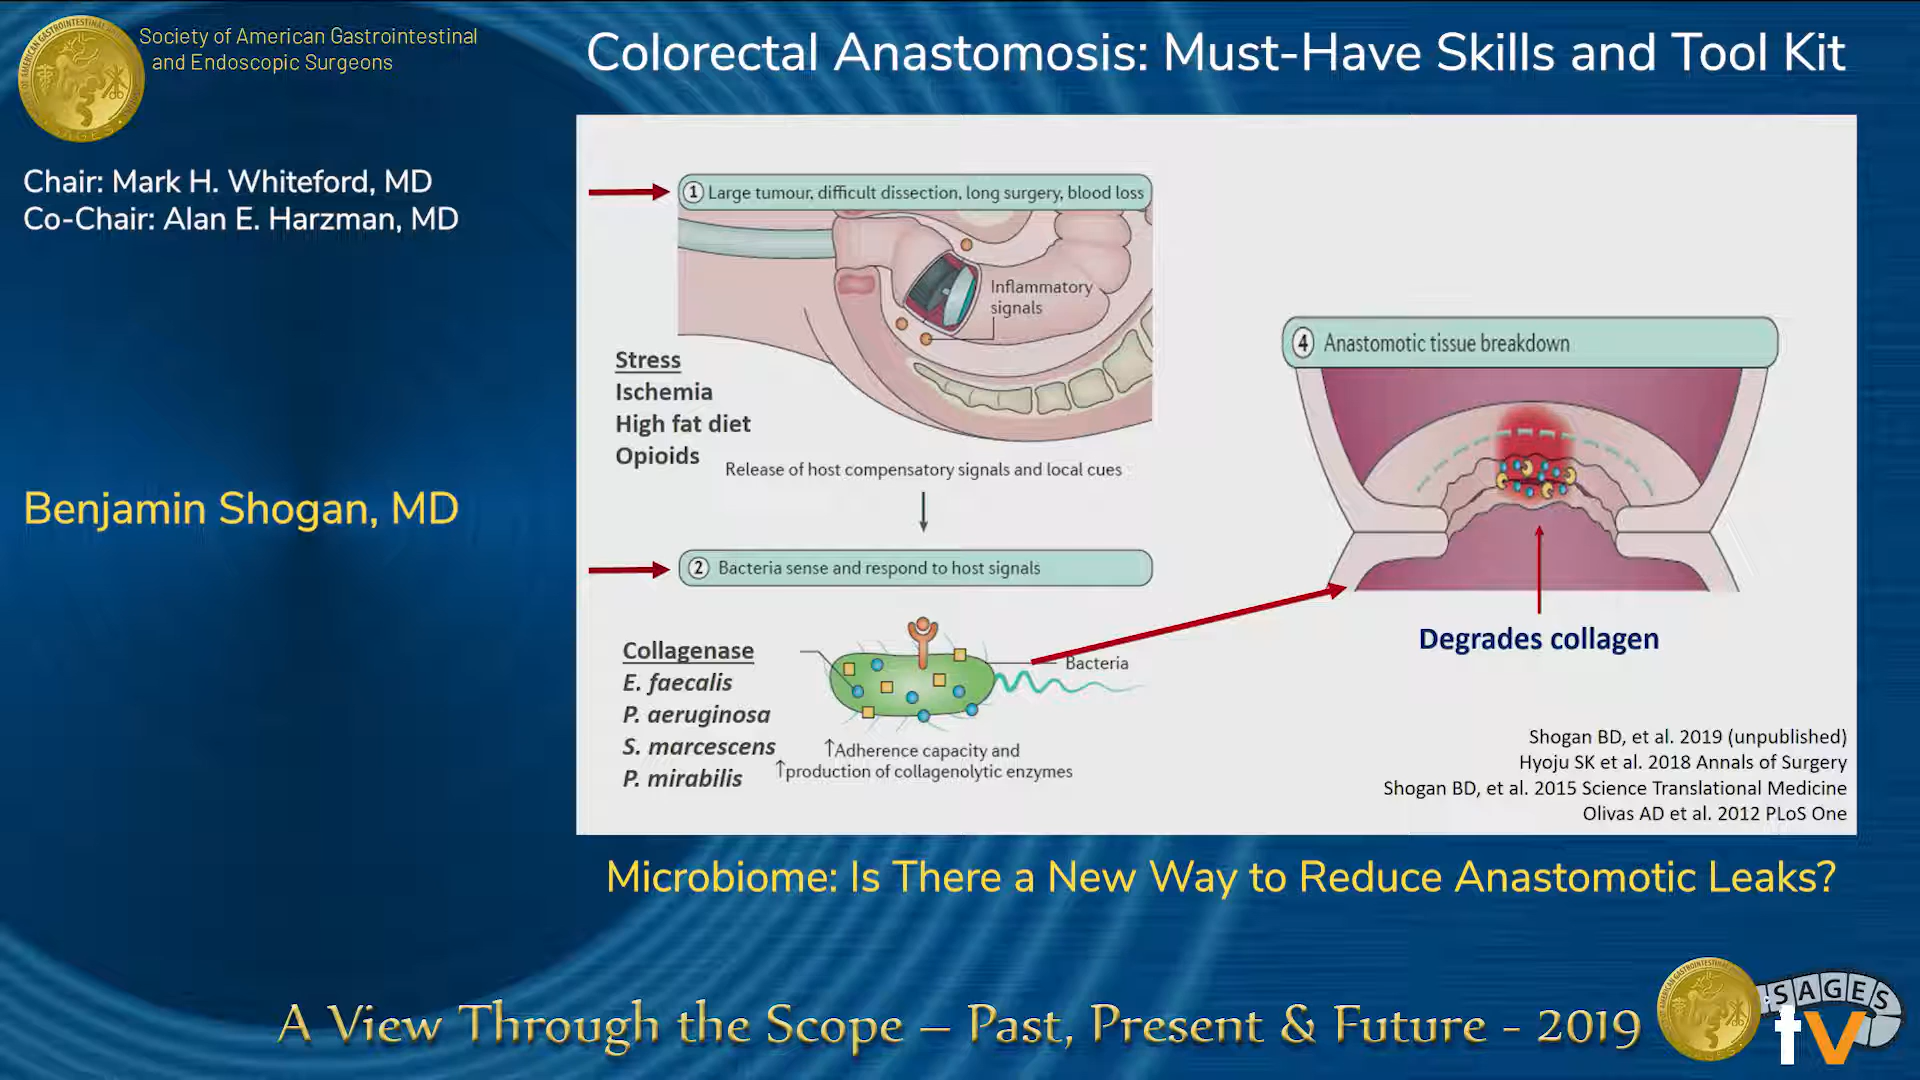 Society of American Gastrointestinal
and Endoscopic Surgeons
Colorectal Anastomosis: Must-Have Skills and Tool Kit
Chair: Mark H. Whiteford, MD
Co-Chair: Alan E. Harzman, MD
Benjamin Shogan, MD
1 Large tumour, difficult dissection, long surgery, blood loss
Inflammatory
signals
Stress
Ischemia
High fat diet
Opioids
Release of host compensatory signals and local cues
2 Bacteria sense and respond to host signals
Collagenase
E. faecalis
P. aeruginosa
S. marcescens
P. mirabilis
Bacteria
↑Adherence capacity and
↑production of collagenolytic enzymes
4 Anastomotic tissue breakdown
Degrades collagen
Shogan BD, et al. 2019 (unpublished)
Hyoju SK et al. 2018 Annals of Surgery
Shogan BD, et al. 2015 Science Translational Medicine
Olivas AD et al. 2012 PLoS One
Microbiome: Is There a New Way to Reduce Anastomotic Leaks?
A View Through the Scope – Past, Present & Future - 2019
SAGES
tv